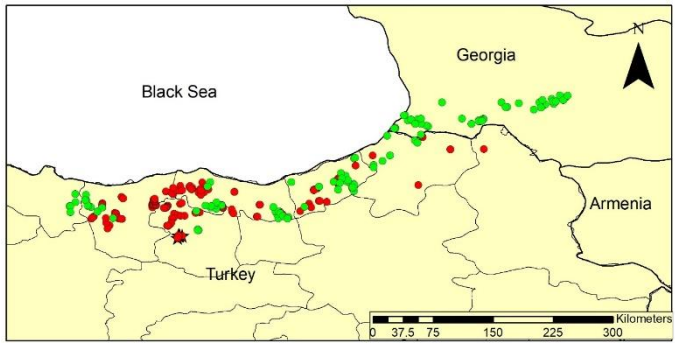 N
Georgia
Black Sea
Armenia
Turkey
Kilometers
0 37.5 75 150 225 300